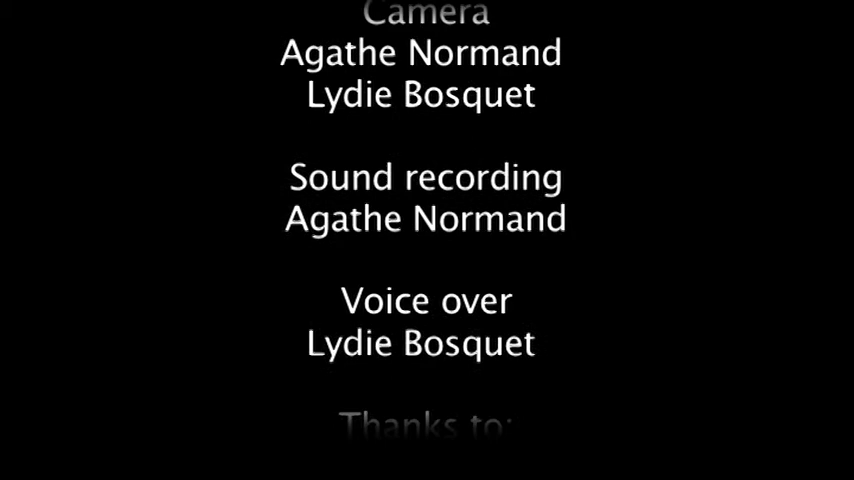 Camera
Agathe Normand
Lydie Bosquet
Sound recording
Agathe Normand
Voice over
Lydie Bosquet
Thanks to: